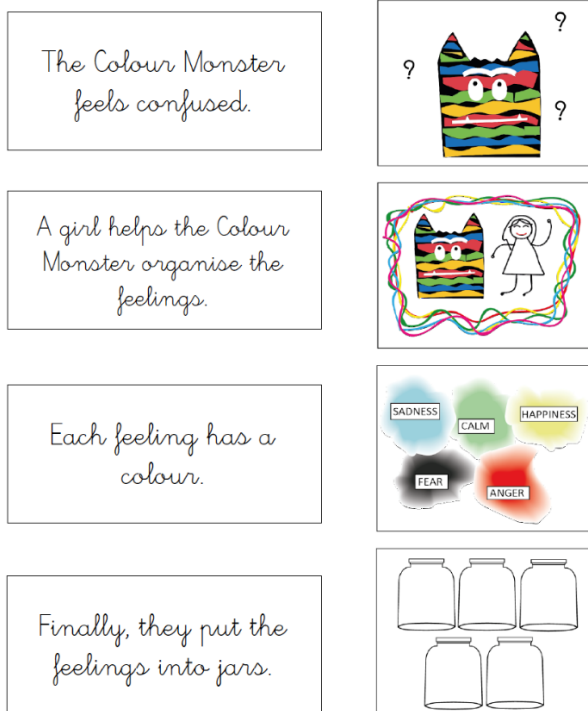 The Colour Monster
feels confused.
?
?
?
A girl helps the Colour
Monster organise the
feelings.
Each feeling has a
colour.
SADNESS
CALM
HAPPINESS
FEAR
ANGER
Finally, they put the
feelings into jars.